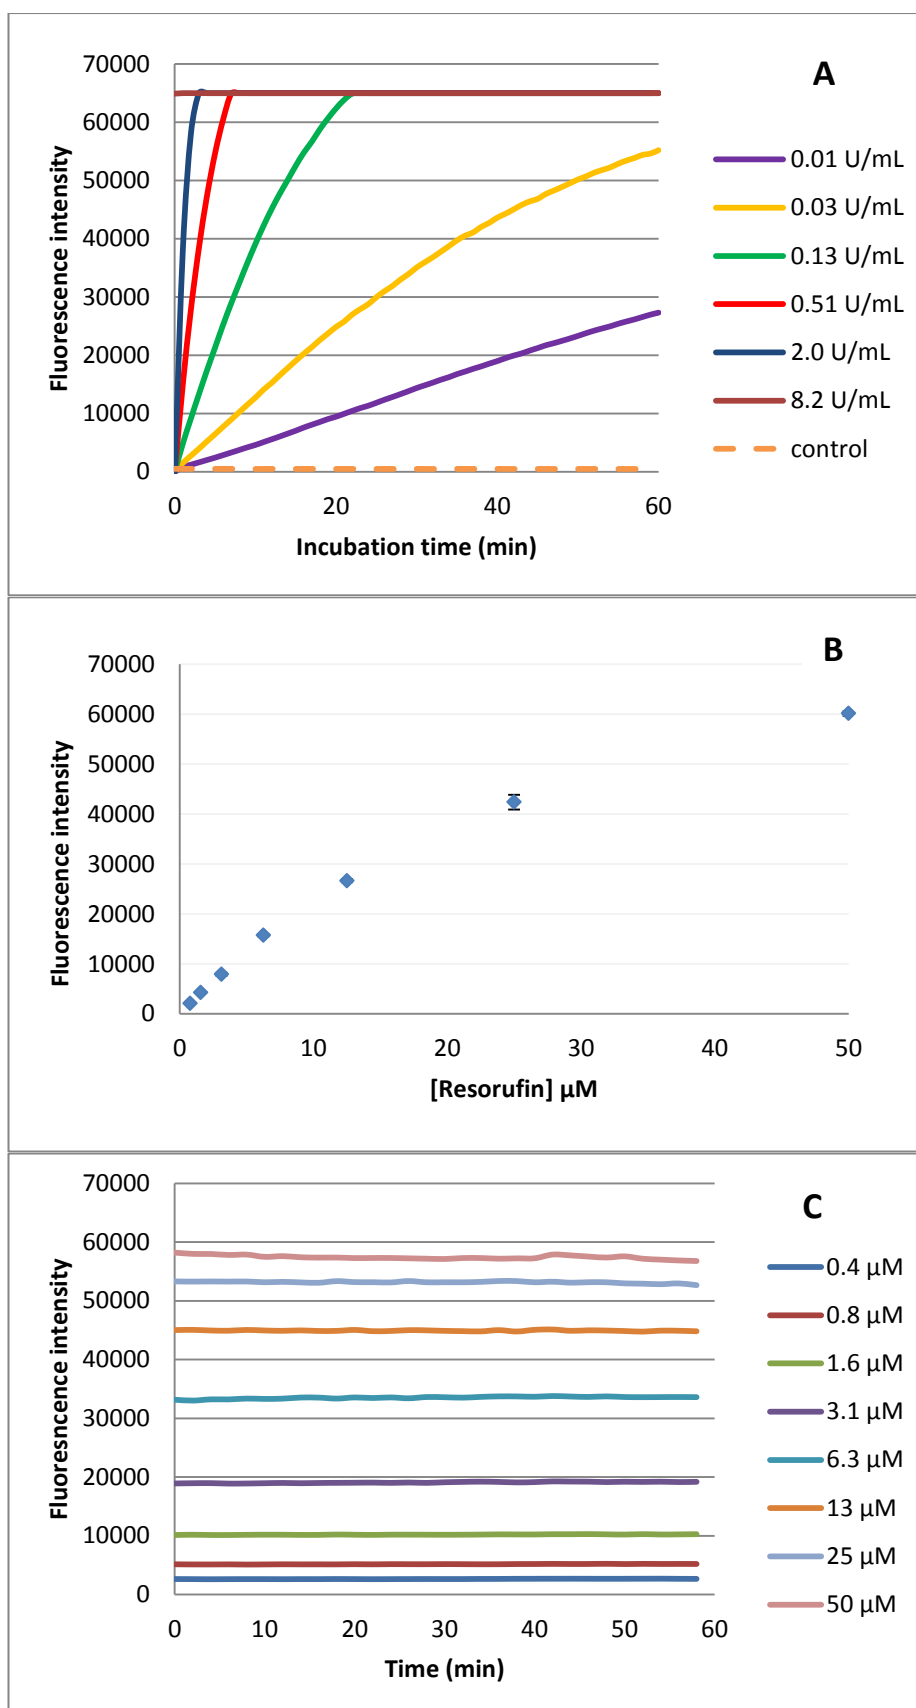 A
70000
60000
50000
40000
30000
20000
10000
0
Fluorescence intensity
0 20 40 60
Incubation time (min)
0.01 U/mL
0.03 U/mL
0.13 U/mL
0.51 U/mL
2.0 U/mL
8.2 U/mL
control
B
70000
60000
50000
40000
30000
20000
10000
0
Fluorescence intensity
0 10 20 30 40 50
[Resorufin] µM
C
70000
60000
50000
40000
30000
20000
10000
0
Fluoresncence intensity
0 10 20 30 40 50 60
Time (min)
0.4 µM
0.8 µM
1.6 µM
3.1 µM
6.3 µM
13 µM
25 µM
50 µM